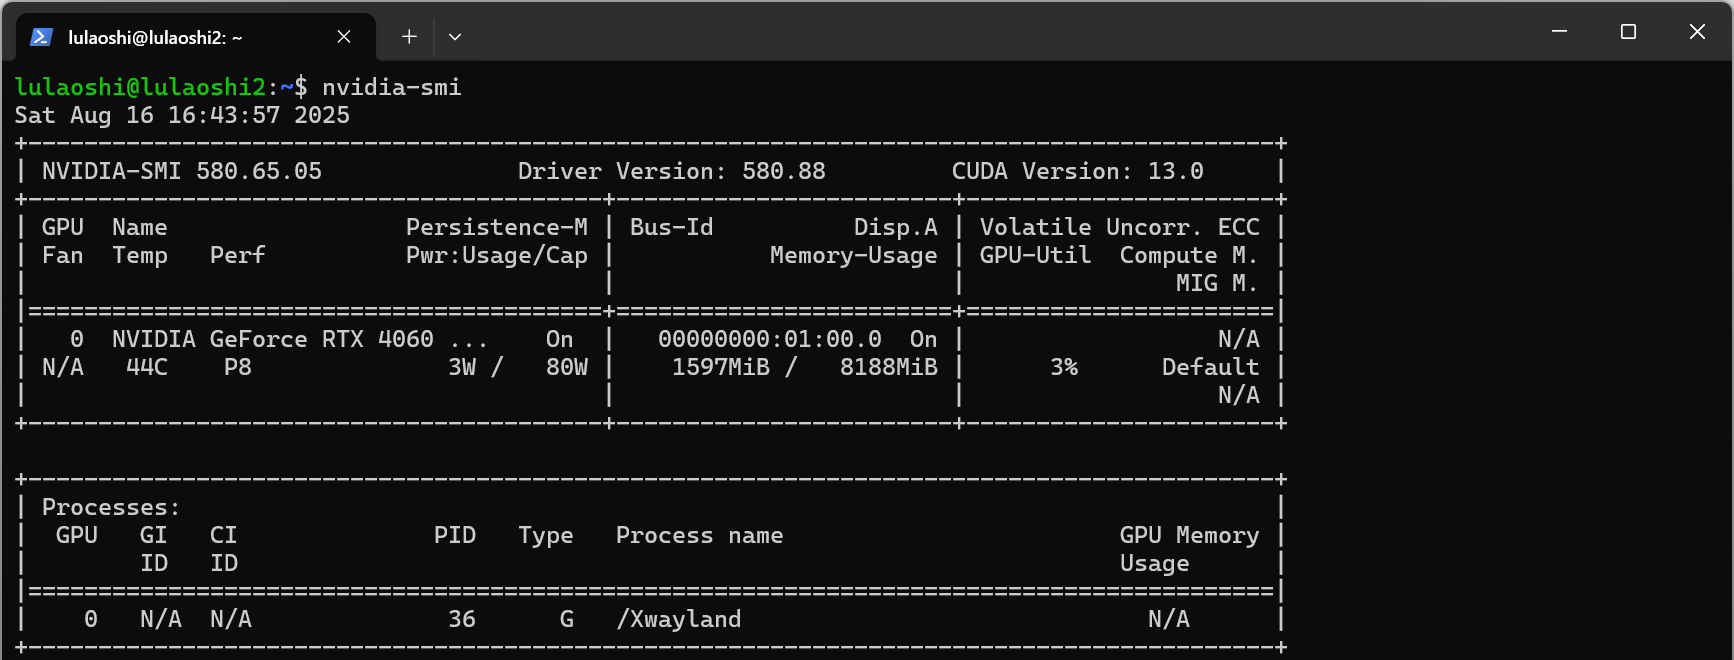 lulaoshi@lulaoshi2: ~
lulaoshi@lulaoshi2:~$ nvidia-smi
Sat Aug 16 16:43:57 2025
+-----------------------------------------------------------------------------------------+
| NVIDIA-SMI 580.65.05              Driver Version: 580.88         CUDA Version: 13.0     |
+-----------------------------------------+------------------------+----------------------+
| GPU  Name                 Persistence-M | Bus-Id          Disp.A | Volatile Uncorr. ECC |
| Fan  Temp   Perf          Pwr:Usage/Cap |           Memory-Usage | GPU-Util  Compute M. |
|                                         |                        |               MIG M. |
|=========================================+========================+======================|
|   0  NVIDIA GeForce RTX 4060 ...    On  |   00000000:01:00.0  On |                  N/A |
| N/A   44C    P8                3W /   80W |    1597MiB /   8188MiB |      3%      Default |
|                                         |                        |                  N/A |
+-----------------------------------------+------------------------+----------------------+
+-----------------------------------------------------------------------------------------+
| Processes:                                                                              |
|  GPU   GI   CI              PID   Type   Process name                        GPU Memory |
|        ID   ID                                                               Usage      |
|=========================================================================================|
|    0   N/A  N/A              36      G   /Xwayland                             N/A      |
+-----------------------------------------------------------------------------------------+